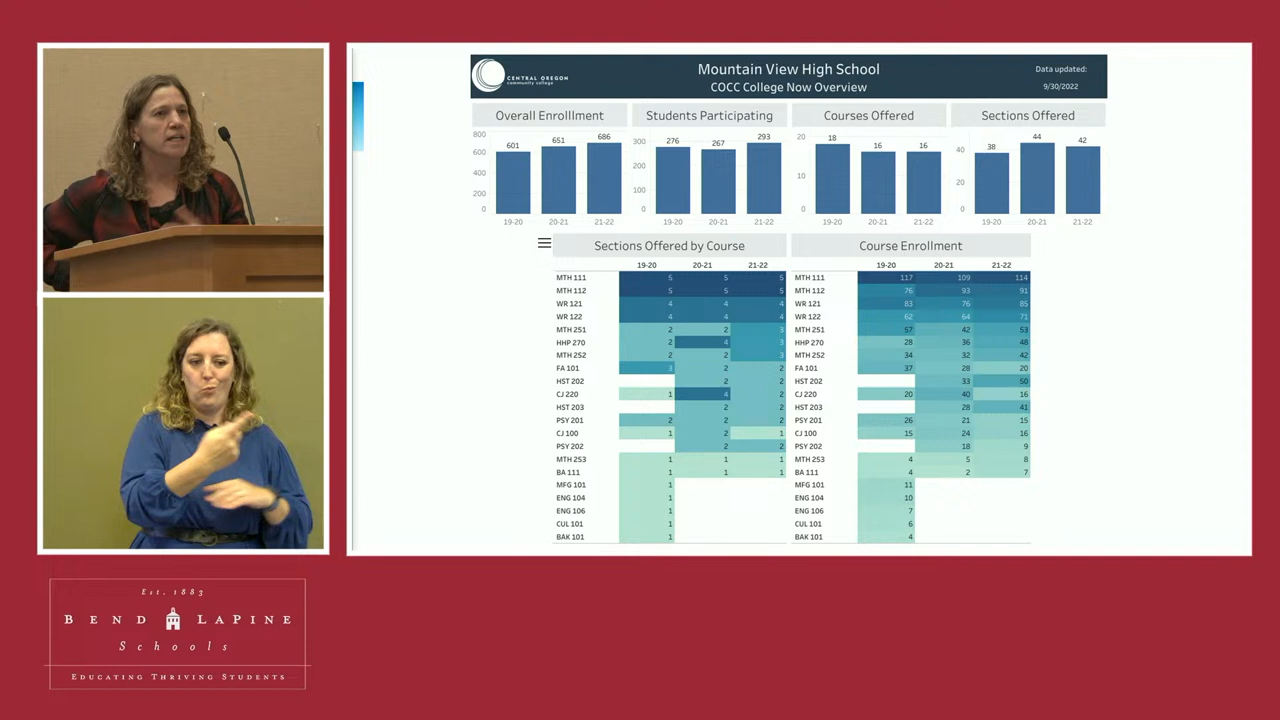 CENTRAL OREGON
community college
Mountain View High School
COCC College Now Overview
Data updated:
9/30/2022
Overall Enrolllment
Students Participating
Courses Offered
Sections Offered
800
600
400
200
0
601
651
686
19-20
20-21
21-22
300
200
100
0
276
267
293
19-20
20-21
21-22
20
10
0
18
16
16
19-20
20-21
21-22
40
20
0
38
44
42
19-20
20-21
21-22
Sections Offered by Course
19-20 20-21 21-22
MTH 111 5 5 5
MTH 112 5 5 5
WR 121 4 4 4
WR 122 4 4 4
MTH 251 2 2 3
HHP 270 2 4 3
MTH 252 2 2 3
FA 101 3 2 2
HST 202 2 2
CJ 220 1 4 2
HST 203 2 2
PSY 201 2 2 2
CJ 100 1 2 1
PSY 202 2 2
MTH 253 1 1 1
BA 111 1 1 1
MFG 101 1
ENG 104 1
ENG 106 1
CUL 101 1
BAK 101 1
Course Enrollment
19-20 20-21 21-22
MTH 111 117 109 114
MTH 112 76 93 91
WR 121 83 76 85
WR 122 62 64 71
MTH 251 57 42 53
HHP 270 28 36 48
MTH 252 34 32 42
FA 101 37 28 20
HST 202 33 50
CJ 220 20 40 16
HST 203 28 41
PSY 201 26 21 15
CJ 100 15 24 16
PSY 202 18 9
MTH 253 4 5 8
BA 111 4 2 7
MFG 101 11
ENG 104 10
ENG 106 7
CUL 101 6
BAK 101 4
Est. 1883
BEND LAPINE
Schools
EDUCATING THRIVING STUDENTS